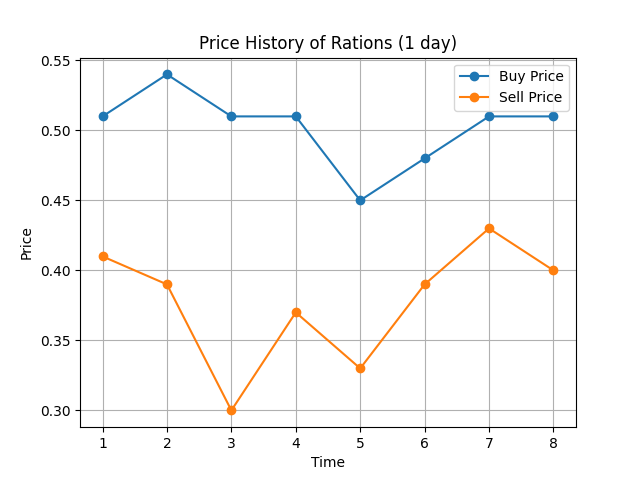 Price History of Rations (1 day)
Buy Price
Sell Price
0.55
0.50
0.45
0.40
0.35
0.30
Price
1 2 3 4 5 6 7 8
Time